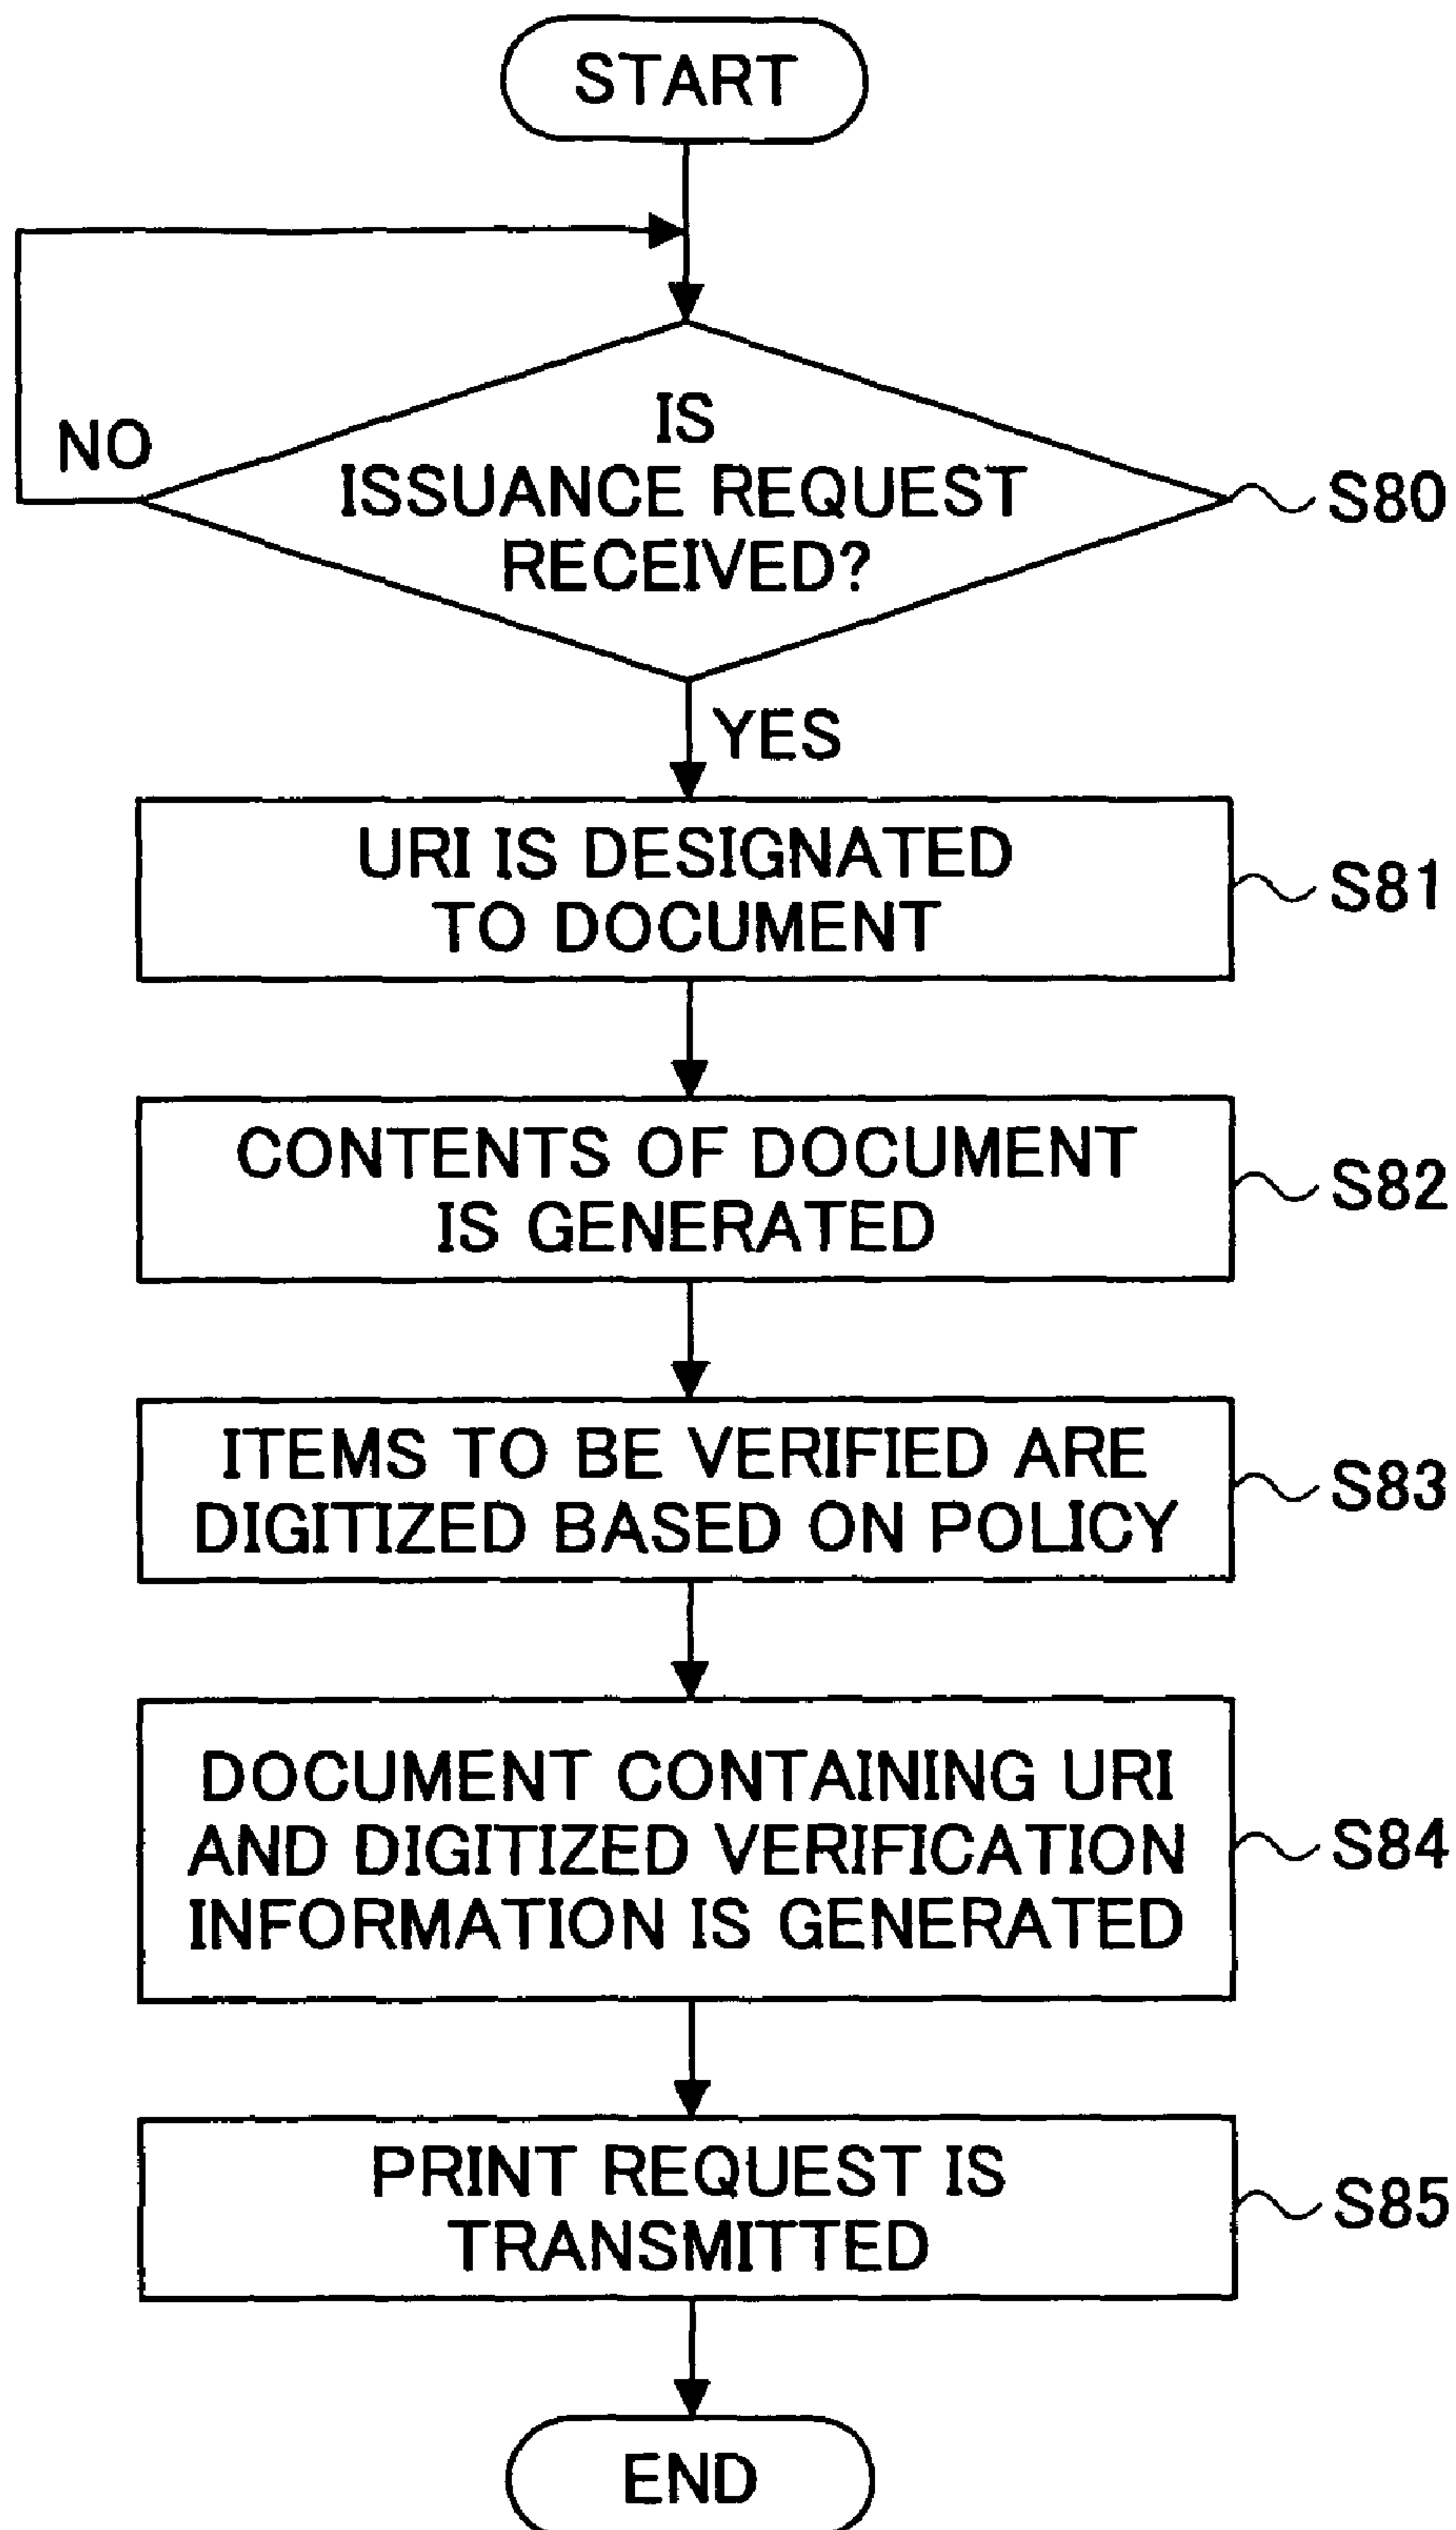 START
NO
IS
ISSUANCE REQUEST
RECEIVED?
S80
YES
URI IS DESIGNATED
TO DOCUMENT
S81
CONTENTS OF DOCUMENT
IS GENERATED
S82
ITEMS TO BE VERIFIED ARE
DIGITIZED BASED ON POLICY
S83
DOCUMENT CONTAINING URI
AND DIGITIZED VERIFICATION
INFORMATION IS GENERATED
S84
PRINT REQUEST IS
TRANSMITTED
S85
END